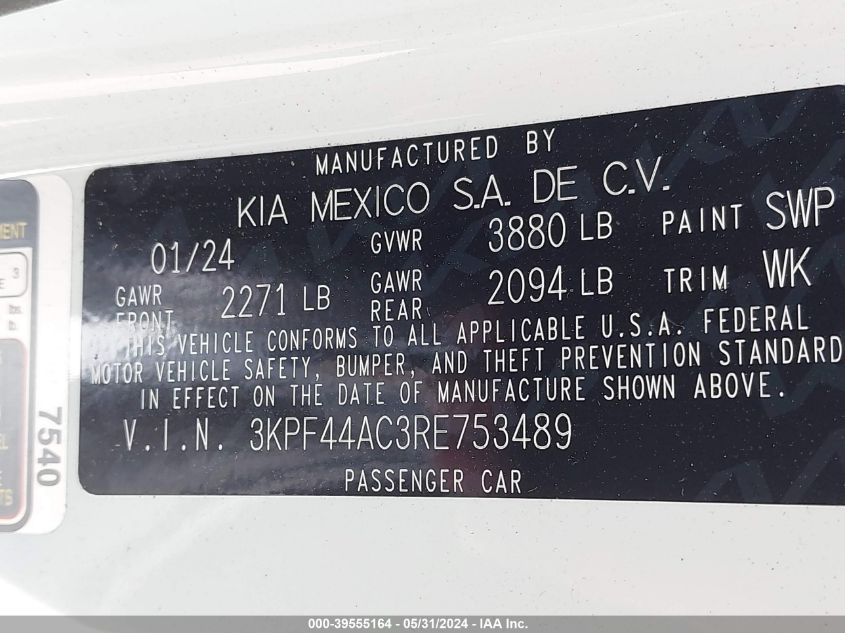 MANUFACTURED BY
KIA MEXICO S.A. DE C.V.
01/24 GVWR 3880 LB PAINT SWP
GAWR FRONT 2271 LB GAWR REAR 2094 LB TRIM WK
THIS VEHICLE CONFORMS TO ALL APPLICABLE U.S.A. FEDERAL
MOTOR VEHICLE SAFETY, BUMPER, AND THEFT PREVENTION STANDARD
IN EFFECT ON THE DATE OF MANUFACTURE SHOWN ABOVE.
V.I.N. 3KPF44AC3RE753489
PASSENGER CAR
7540
3
000-39555164 - 05/31/2024 - IAA Inc.